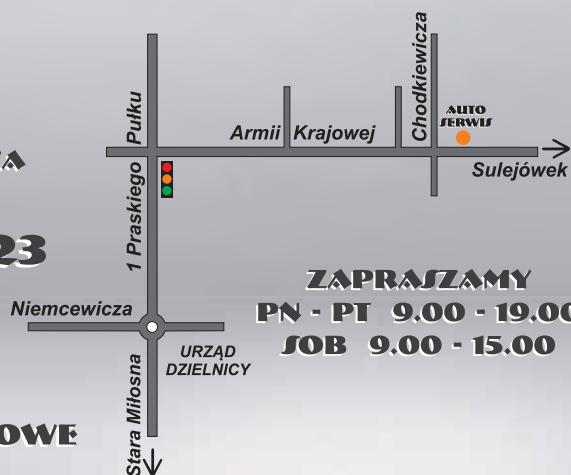 Chodkiewicza
AUTO
SERWIS
1 Praskiego Pułku
Armii Krajowej
Sulejówek
23
ZAPRASZAMY
Niemcewicza
PN - PT 9.00 - 19.00
URZĄD
DZIELNICY
SOB 9.00 - 15.00
Stara Miłosna
OWE